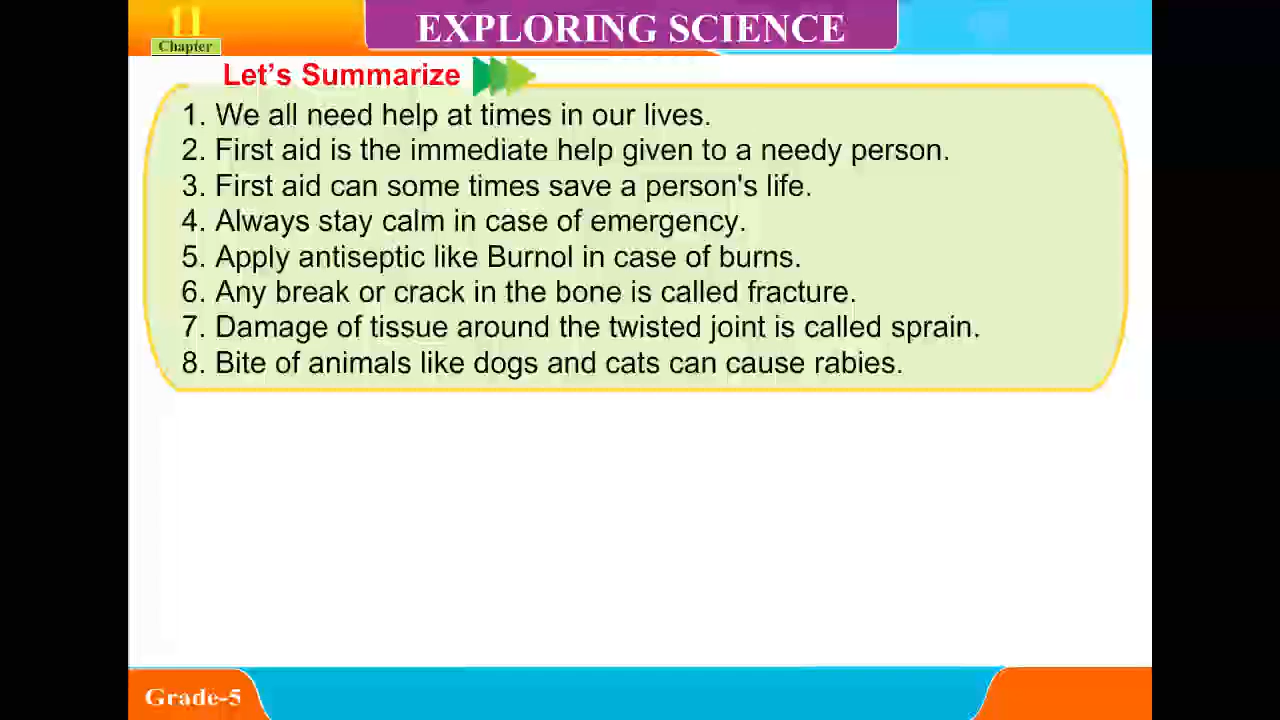 11
Chapter
EXPLORING SCIENCE
Let's Summarize
1. We all need help at times in our lives.
2. First aid is the immediate help given to a needy person.
3. First aid can some times save a person's life.
4. Always stay calm in case of emergency.
5. Apply antiseptic like Burnol in case of burns.
6. Any break or crack in the bone is called fracture.
7. Damage of tissue around the twisted joint is called sprain.
8. Bite of animals like dogs and cats can cause rabies.
Grade-5